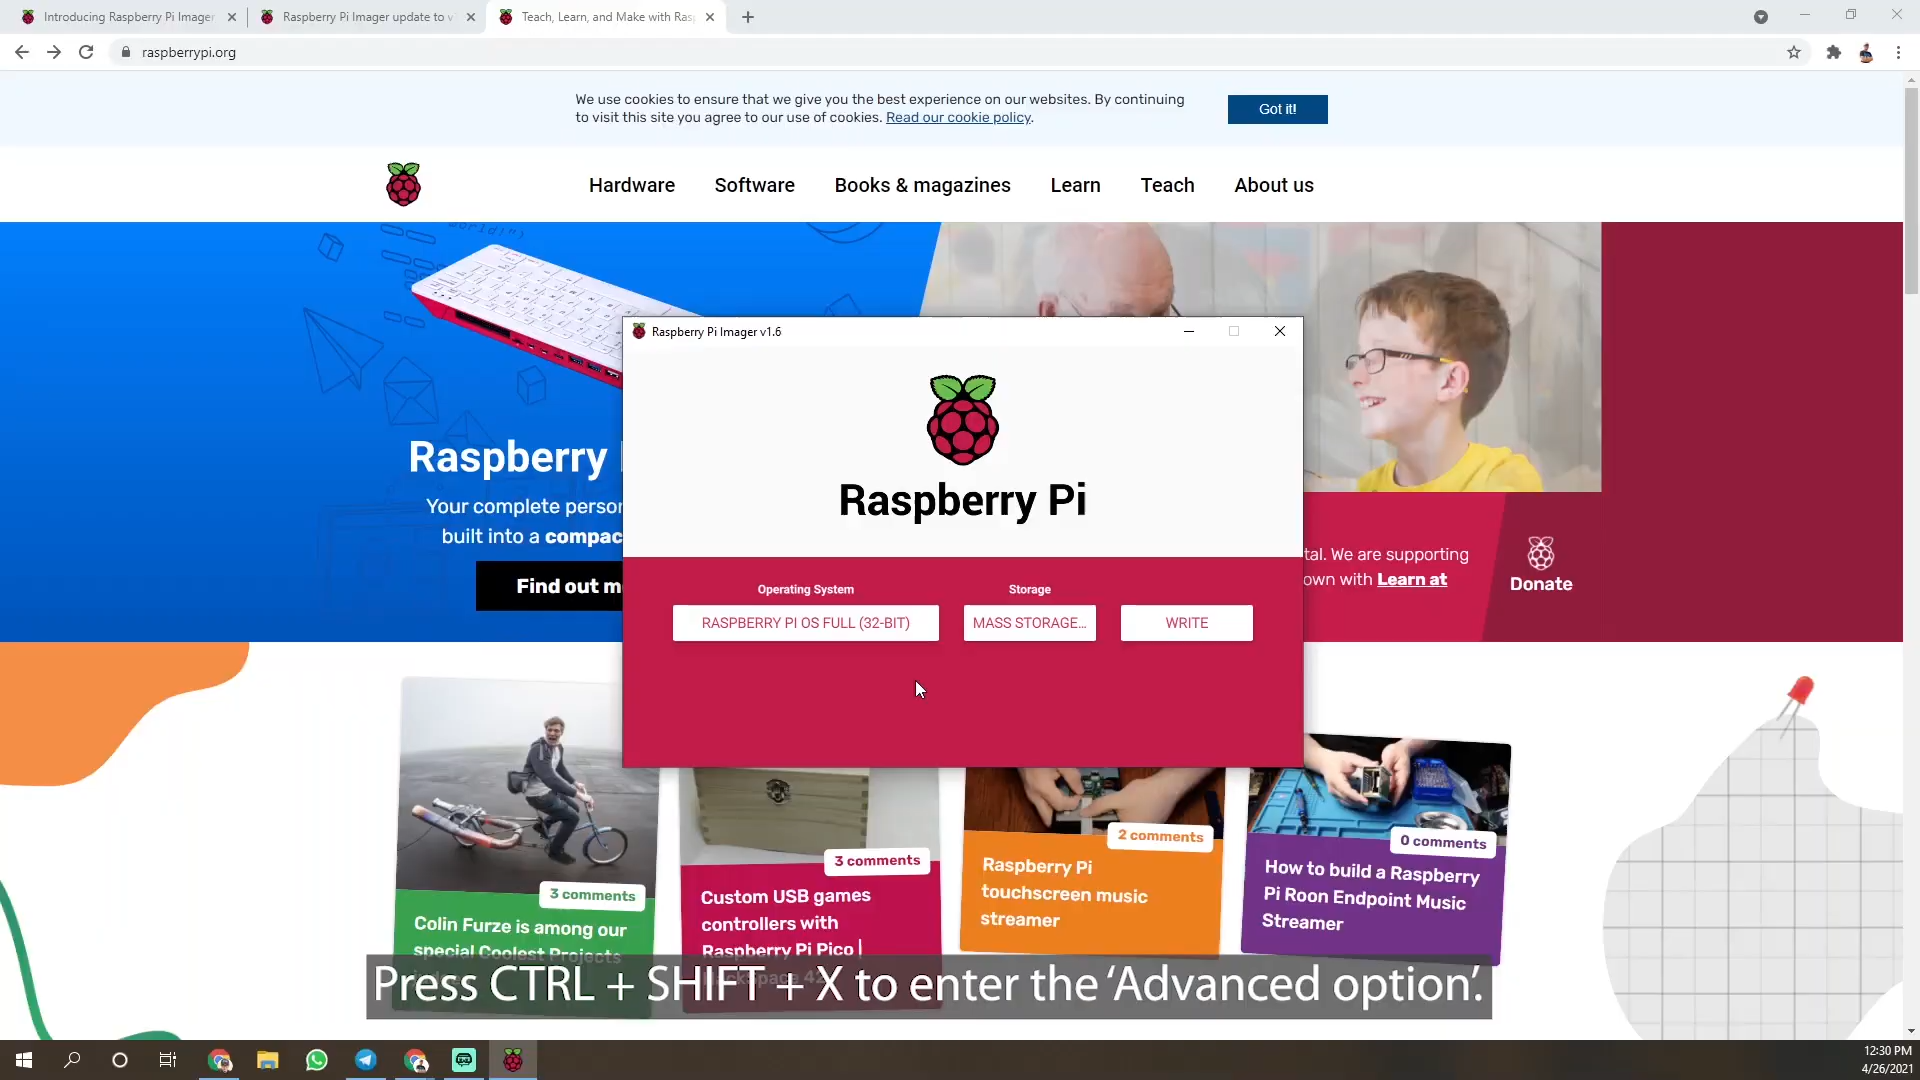 Introducing Raspberry Pi Imager
Raspberry Pi Imager update to v
Teach, Learn, and Make with Ras
raspberrypi.org
We use cookies to ensure that we give you the best experience on our websites. By continuing
to visit this site you agree to our use of cookies. Read our cookie policy.
Got it!
Hardware
Software
Books & magazines
Learn
Teach
About us
world!")
Raspberry
Your complete person
built into a compac
Find out m
tal. We are supporting
own with Learn at
Donate
Raspberry Pi Imager v1.6
Raspberry Pi
Operating System
Storage
RASPBERRY PI OS FULL (32-BIT)
MASS STORAGE...
WRITE
3 comments
Colin Furze is among our
special Coolest Projects
3 comments
Custom USB games
controllers with
Raspberry Pi Pico |
2 comments
Raspberry Pi
touchscreen music
streamer
0 comments
How to build a Raspberry
Pi Roon Endpoint Music
Streamer
Press CTRL + SHIFT + X to enter the ‘Advanced option’.
12:30 PM
4/26/2021